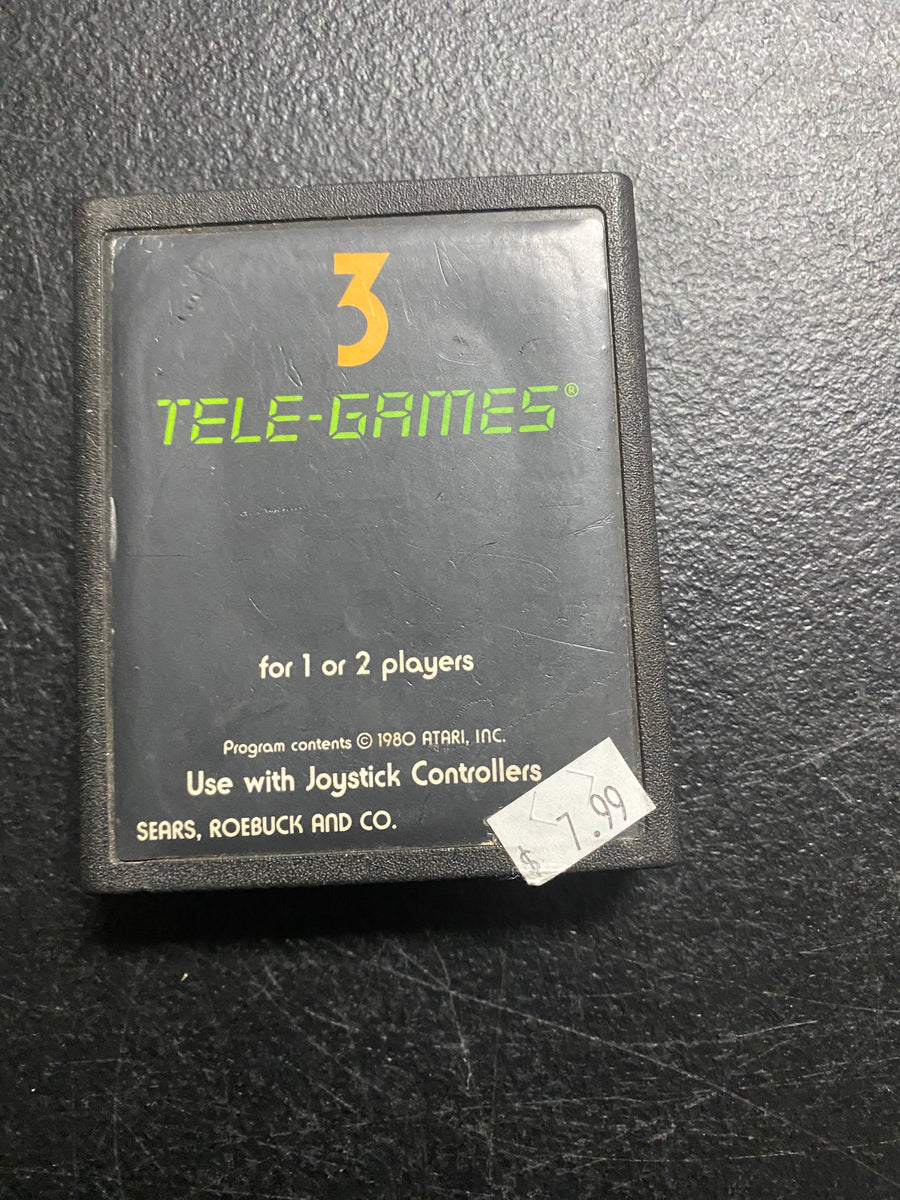 3
TELE-GAMES®
for 1 or 2 players
Program contents © 1980 ATARI, INC.
Use with Joystick Controllers
SEARS, ROEBUCK AND CO.
$ 7.99